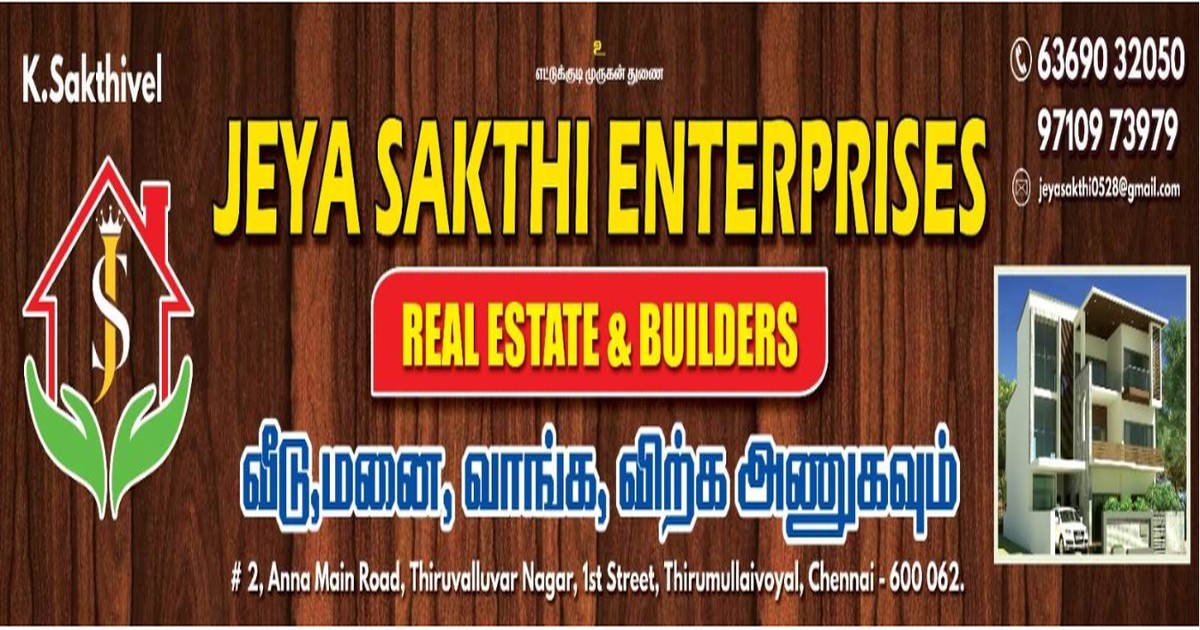 உ
எட்டுக்குடி முருகன் துணை
K.Sakthivel
63690 32050
97109 73979
jeyasakthi0528@gmail.com
JEYA SAKTHI ENTERPRISES
JS
REAL ESTATE & BUILDERS
வீடு,மனை, வாங்க, விற்க அணுகவும்
# 2, Anna Main Road, Thiruvalluvar Nagar, 1st Street, Thirumullaivoyal, Chennai - 600 062.